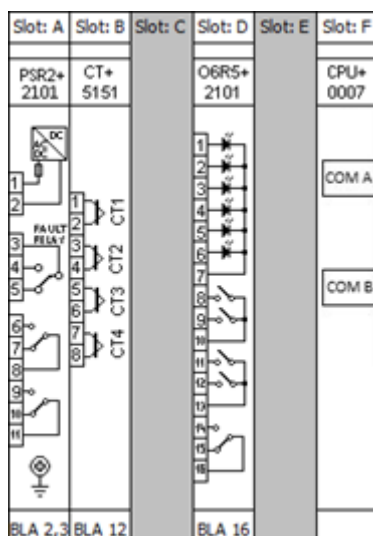 Slot: A Slot: B Slot: C Slot: D Slot: E Slot: F
PSR2+ CT+ O6R5+ CPU+
2101 5151 2101 0007
DC
1
2
FAULT
RELAY
3
4
5
6
7
8
9
10
11
1
2
CT1
3
4
CT2
5
6
CT3
7
8
CT4
1
2
3
4
5
6
7
8
9
10
11
12
13
14
15
16
COM A
COM B
BLA 2,3 BLA 12 BLA 16